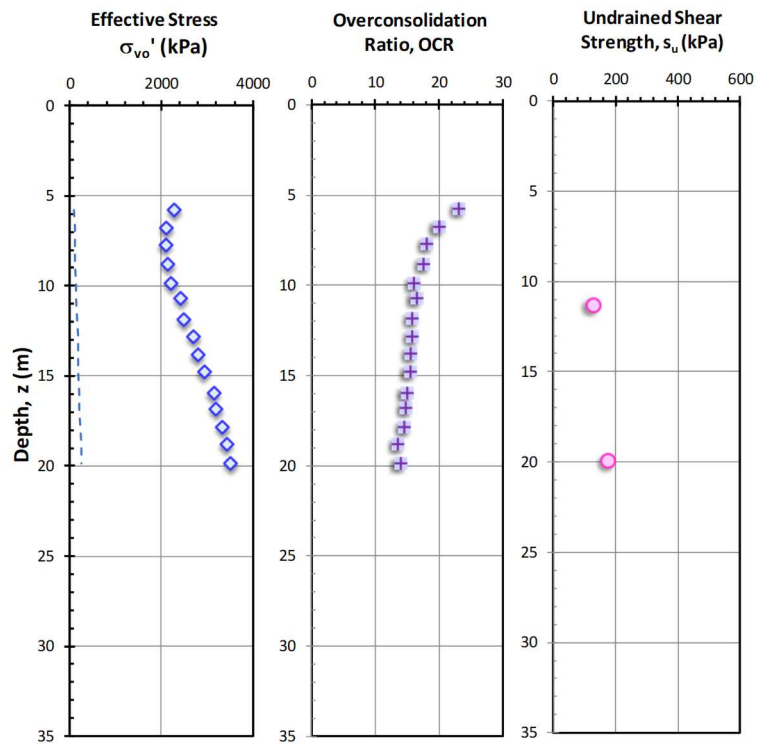 Effective Stress
σvo' (kPa)
Overconsolidation
Ratio, OCR
Undrained Shear
Strength, su (kPa)
0 2000 4000
0 10 20 30
0 200 400 600
Depth, z (m)
0
5
10
15
20
25
30
35
0
5
10
15
20
25
30
35
0
5
10
15
20
25
30
35